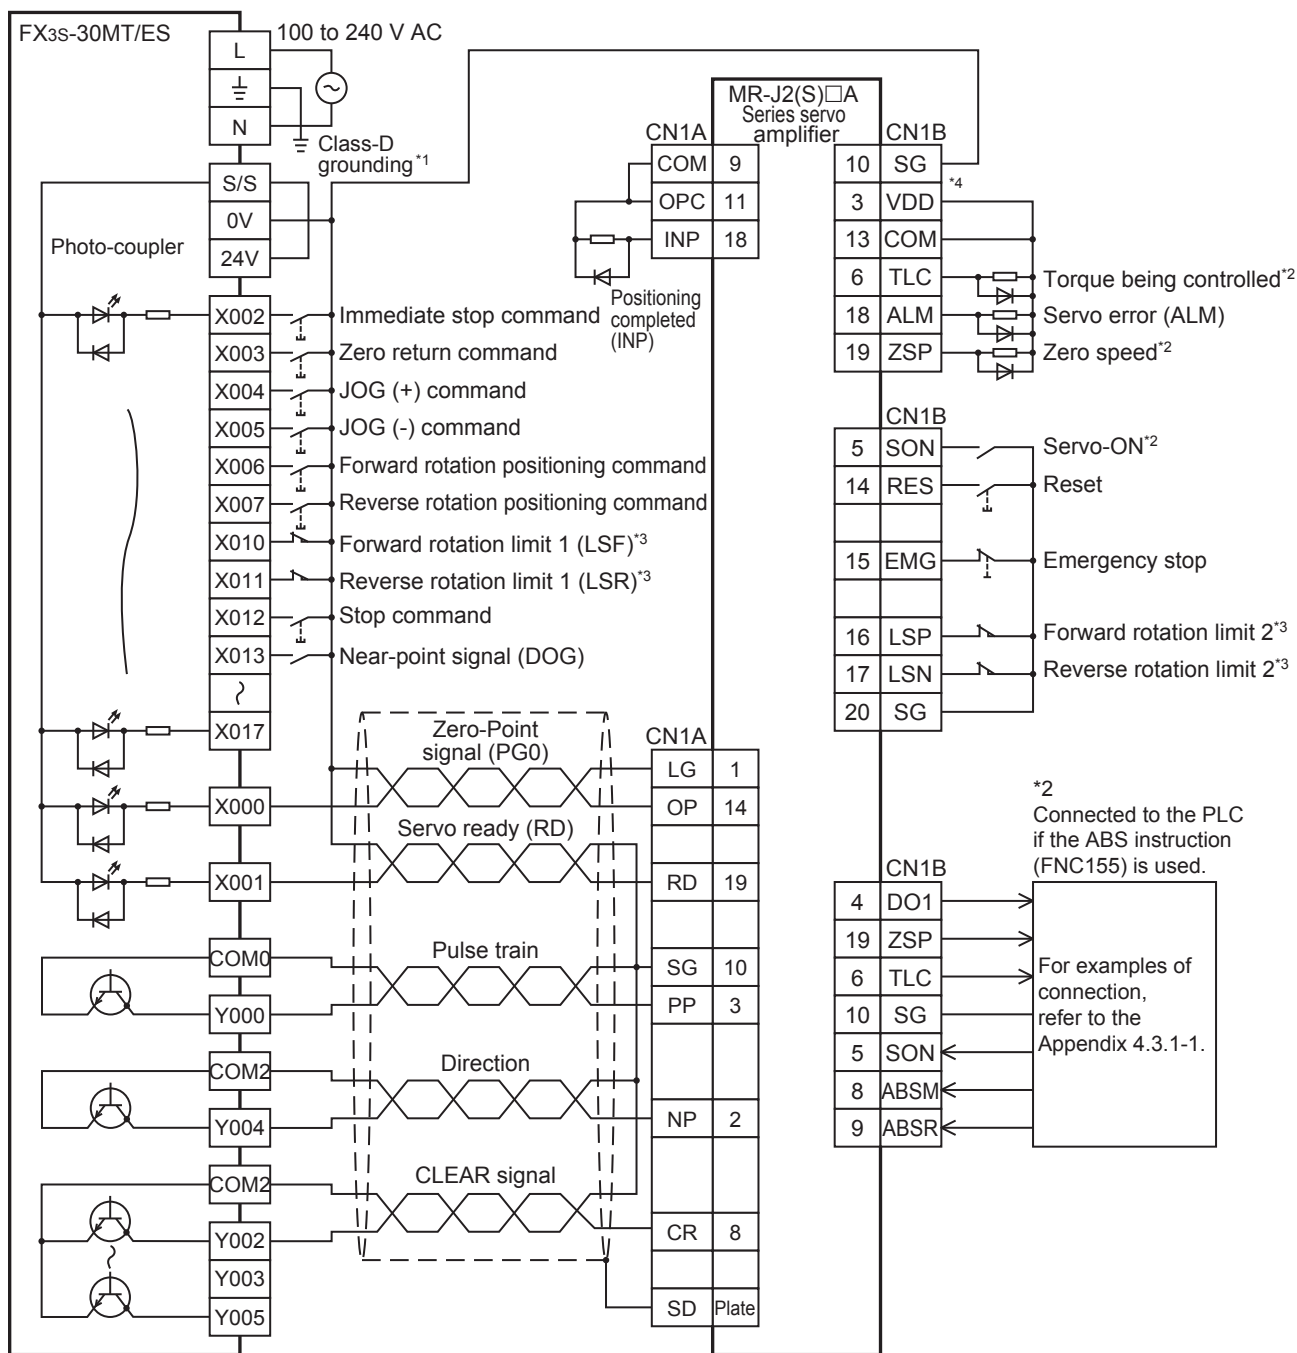 FX3S-30MT/ES
100 to 240 V AC
L
N
Class-D
grounding *1
S/S
0V
24V
Photo-coupler
X002 Immediate stop command
X003 Zero return command
X004 JOG (+) command
X005 JOG (-) command
X006 Forward rotation positioning command
X007 Reverse rotation positioning command
X010 Forward rotation limit 1 (LSF)*3
X011 Reverse rotation limit 1 (LSR)*3
X012 Stop command
X013 Near-point signal (DOG)
X017
X000
X001
COM0
Y000
COM2
Y004
COM2
Y002
Y003
Y005
Zero-Point
signal (PG0)
Servo ready (RD)
Pulse train
Direction
CLEAR signal
MR-J2(S)□A
Series servo
amplifier
CN1A
COM 9
OPC 11
INP 18
Positioning
completed
(INP)
CN1A
LG 1
OP 14
RD 19
SG 10
PP 3
NP 2
CR 8
SD Plate
CN1B
10 SG
*4
3 VDD
13 COM
6 TLC Torque being controlled*2
18 ALM Servo error (ALM)
19 ZSP Zero speed*2
CN1B
5 SON Servo-ON*2
14 RES Reset
15 EMG Emergency stop
16 LSP Forward rotation limit 2*3
17 LSN Reverse rotation limit 2*3
20 SG
*2
Connected to the PLC
if the ABS instruction
(FNC155) is used.
CN1B
4 DO1
19 ZSP
6 TLC
10 SG
5 SON
8 ABSM
9 ABSR
For examples of
connection,
refer to the
Appendix 4.3.1-1.